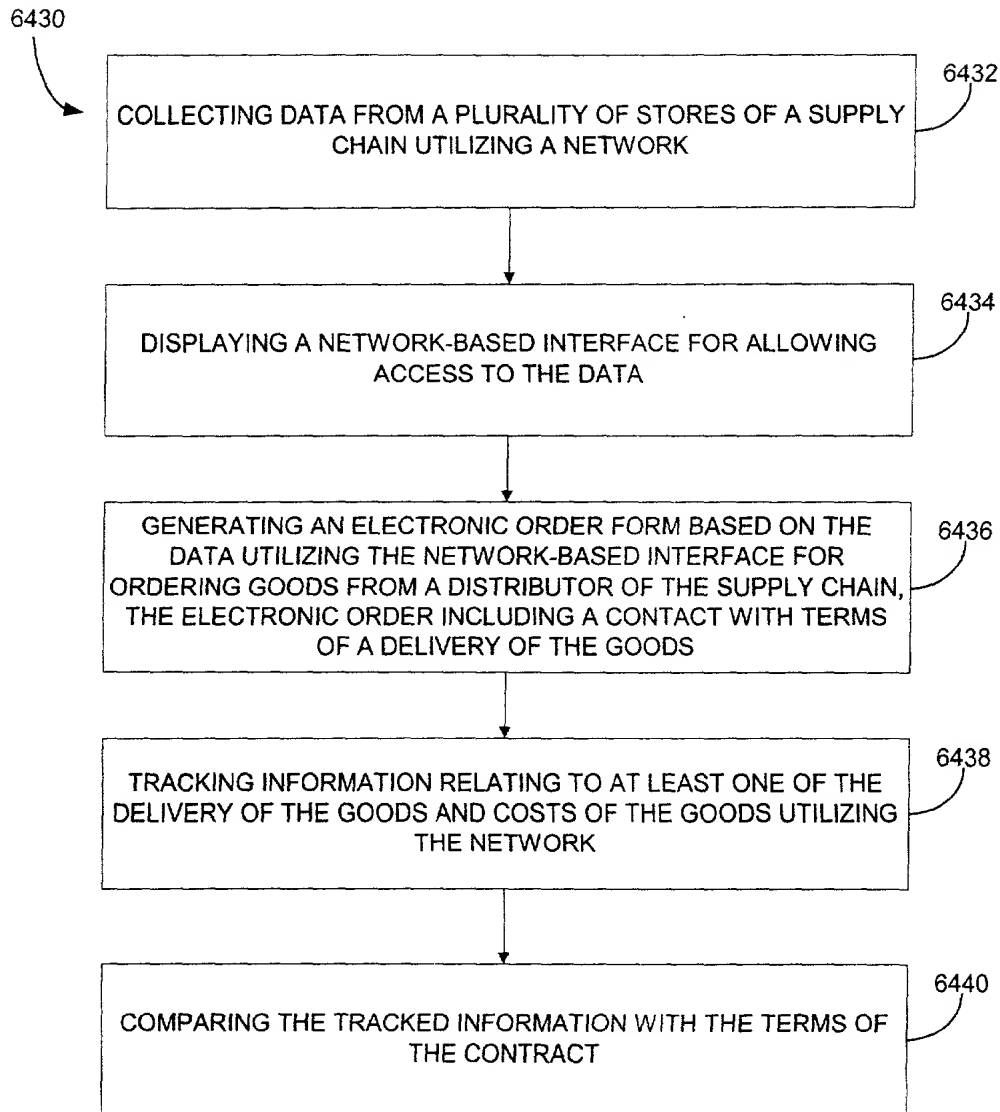 6430
6432
COLLECTING DATA FROM A PLURALITY OF STORES OF A SUPPLY
CHAIN UTILIZING A NETWORK
6434
DISPLAYING A NETWORK-BASED INTERFACE FOR ALLOWING
ACCESS TO THE DATA
6436
GENERATING AN ELECTRONIC ORDER FORM BASED ON THE
DATA UTILIZING THE NETWORK-BASED INTERFACE FOR
ORDERING GOODS FROM A DISTRIBUTOR OF THE SUPPLY CHAIN,
THE ELECTRONIC ORDER INCLUDING A CONTACT WITH TERMS
OF A DELIVERY OF THE GOODS
6438
TRACKING INFORMATION RELATING TO AT LEAST ONE OF THE
DELIVERY OF THE GOODS AND COSTS OF THE GOODS UTILIZING
THE NETWORK
6440
COMPARING THE TRACKED INFORMATION WITH THE TERMS OF
THE CONTRACT